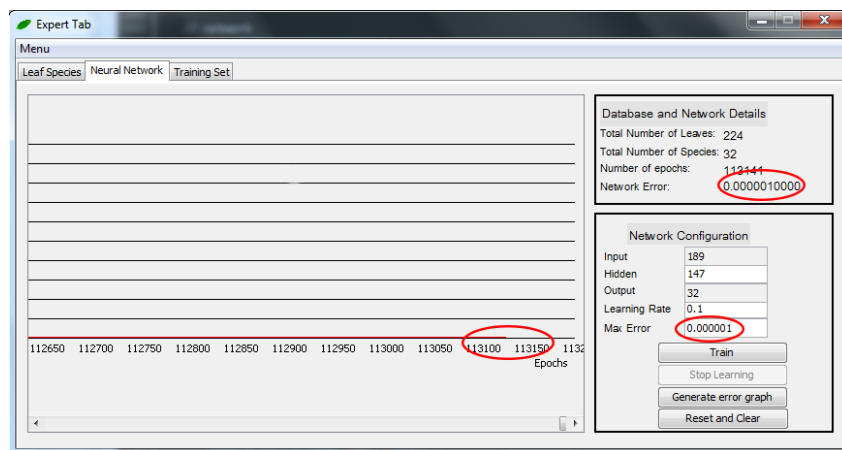 Expert Tab
Menu
Leaf Species Neural Network Training Set
112650 112700 112750 112800 112850 112900 112950 113000 113050 113100 113150 1132
Epochs
Database and Network Details
Total Number of Leaves: 224
Total Number of Species: 32
Number of epochs: 113141
Network Error: 0.0000010000
Network Configuration
Input 189
Hidden 147
Output 32
Learning Rate 0.1
Max Error 0.000001
Train
Stop Learning
Generate error graph
Reset and Clear